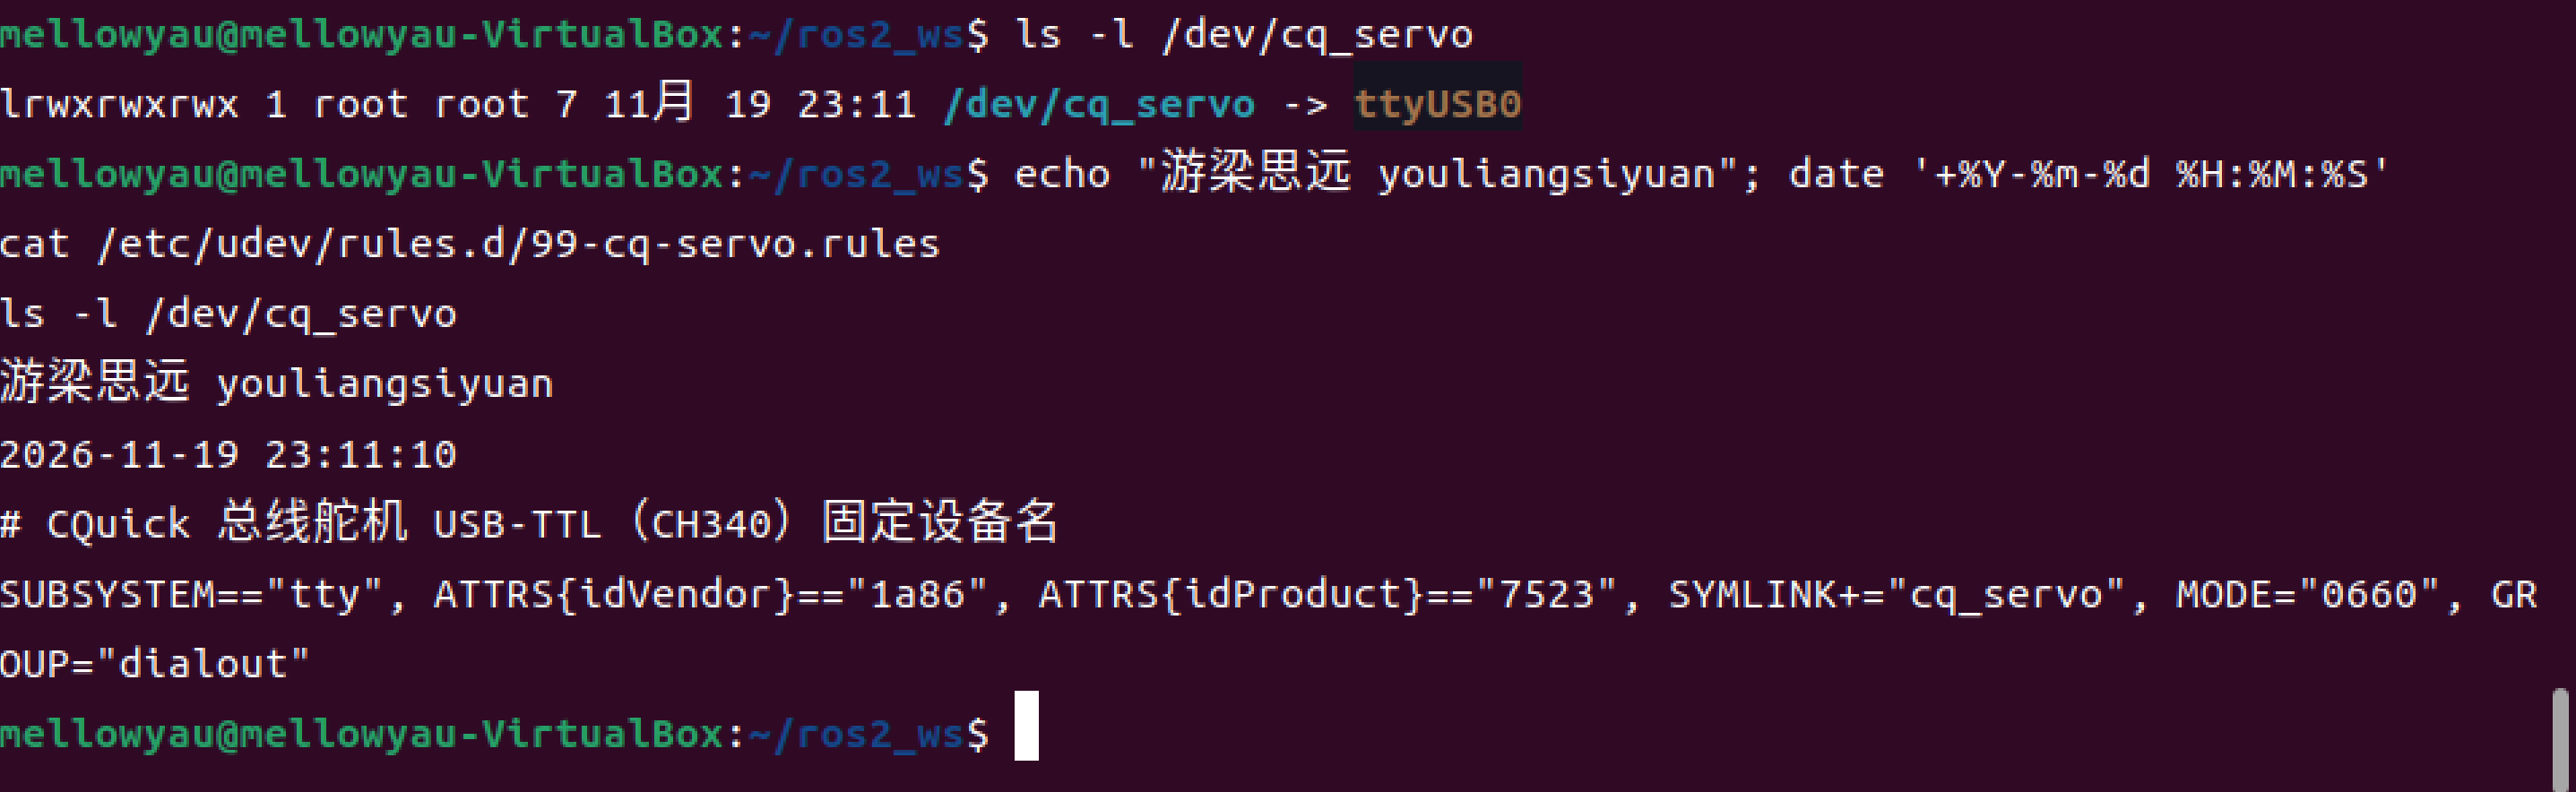 mellowyau@mellowyau-VirtualBox:~/ros2_ws$ ls -l /dev/cq_servo
lrwxrwxrwx 1 root root 7 11月 19 23:11 /dev/cq_servo -> ttyUSB0
mellowyau@mellowyau-VirtualBox:~/ros2_ws$ echo "游梁思远 youliangsiyuan"; date '+%Y-%m-%d %H:%M:%S'
cat /etc/udev/rules.d/99-cq-servo.rules
ls -l /dev/cq_servo
游梁思远 youliangsiyuan
2026-11-19 23:11:10
# CQuick 总线舵机 USB-TTL（CH340）固定设备名
SUBSYSTEM=="tty", ATTRS{idVendor}=="1a86", ATTRS{idProduct}=="7523", SYMLINK+="cq_servo", MODE="0660", GR
OUP="dialout"
mellowyau@mellowyau-VirtualBox:~/ros2_ws$